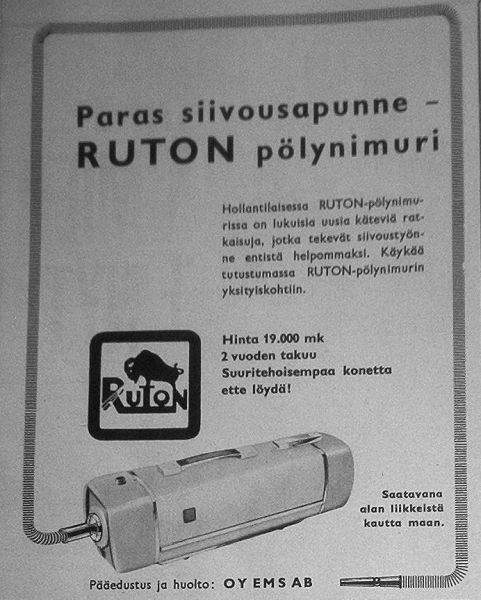 Paras siivousapunne –
RUTON pölynimuri
Hollantilaisessa RUTON-pölynimu-
rissa on lukuisia uusia käteviä rat-
kaisuja, jotka tekevät siivoustyön-
ne entistä helpommaksi. Käykää
tutustumassa RUTON-pölynimurin
yksityiskohtiin.
RUTON
Hinta 19.000 mk
2 vuoden takuu
Suuritehoisempaa konetta
ette löydä!
Saatavana
alan liikkeistä
kautta maan.
Pääedustus ja huolto: OY EMS AB